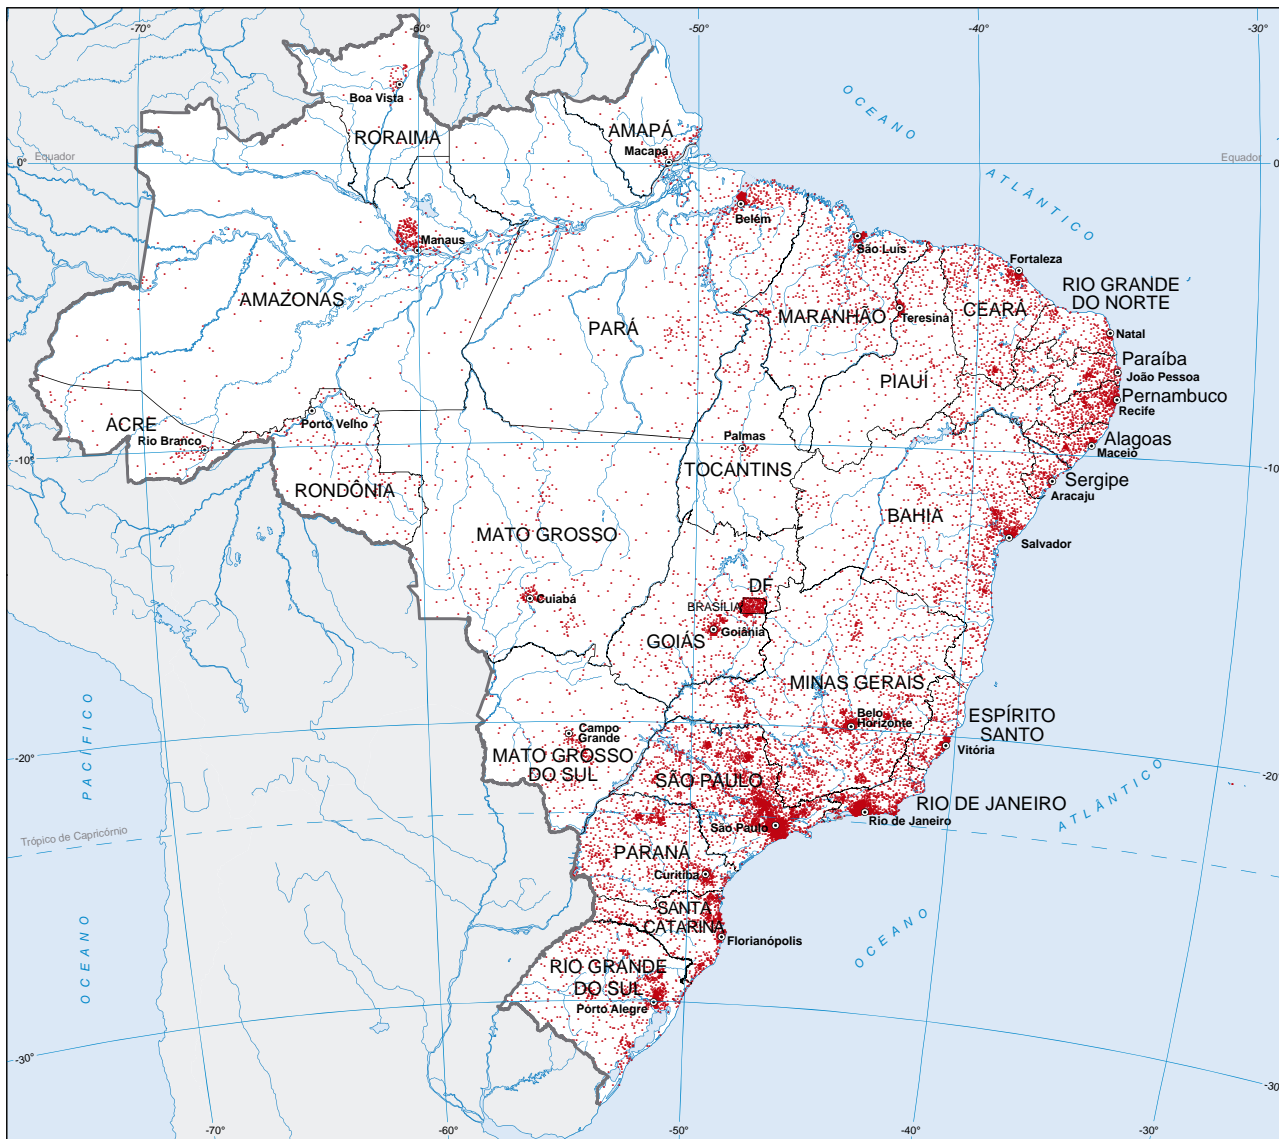 -70°
-60°
-50°
-40°
-30°
Boa Vista
RORAIMA
AMAPÁ
Macapá
OCEANO
0°
Equador
Equador
0°
ATLÂNTICO
Belém
Manaus
São Luis
Fortaleza
AMAZONAS
RIO GRANDE
DO NORTE
CEARÁ
MARANHÃO
Teresina
PARÁ
Natal
Paraíba
João Pessoa
PIAUÍ
Pernambuco
Recife
ACRE
Rio Branco
Porto Velho
Palmas
Alagoas
Maceió
-10°
TOCANTINS
-10°
Sergipe
Aracaju
RONDÔNIA
BAHIA
MATO GROSSO
Salvador
DF
Cuiabá
BRASÍLIA
Goiânia
GOIÁS
MINAS GERAIS
PACÍFICO
Belo
Horizonte
ESPÍRITO
SANTO
Vitória
Campo
Grande
MATO GROSSO
DO SUL
-20°
SÃO PAULO
-20°
RIO DE JANEIRO
Rio de Janeiro
ATLÂNTICO
São Paulo
Trópico de Capricórnio
PARANÁ
Curitiba
SANTA
CATARINA
Florianópolis
OCEANO
OCEANO
RIO GRANDE
DO SUL
Pôrto Alegre
-30°
-30°
-70°
-60°
-50°
-40°
-30°